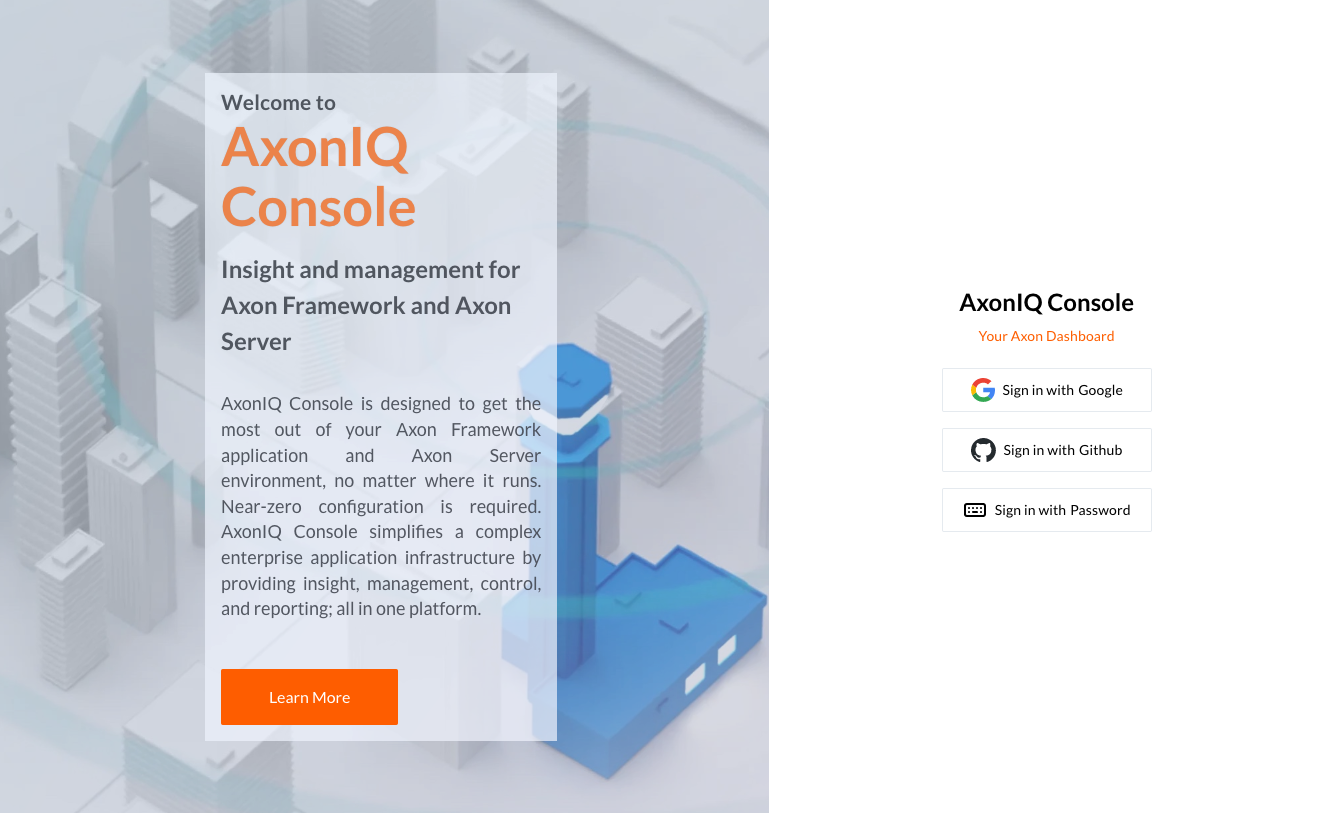 Welcome to
AxonIQ
Console
Insight and management for
Axon Framework and Axon
Server
AxonIQ Console is designed to get the
most out of your Axon Framework
application and Axon Server
environment, no matter where it runs.
Near-zero configuration is required.
AxonIQ Console simplifies a complex
enterprise application infrastructure by
providing insight, management, control,
and reporting; all in one platform.
Learn More
AxonIQ Console
Your Axon Dashboard
Sign in with Google
Sign in with Github
Sign in with Password